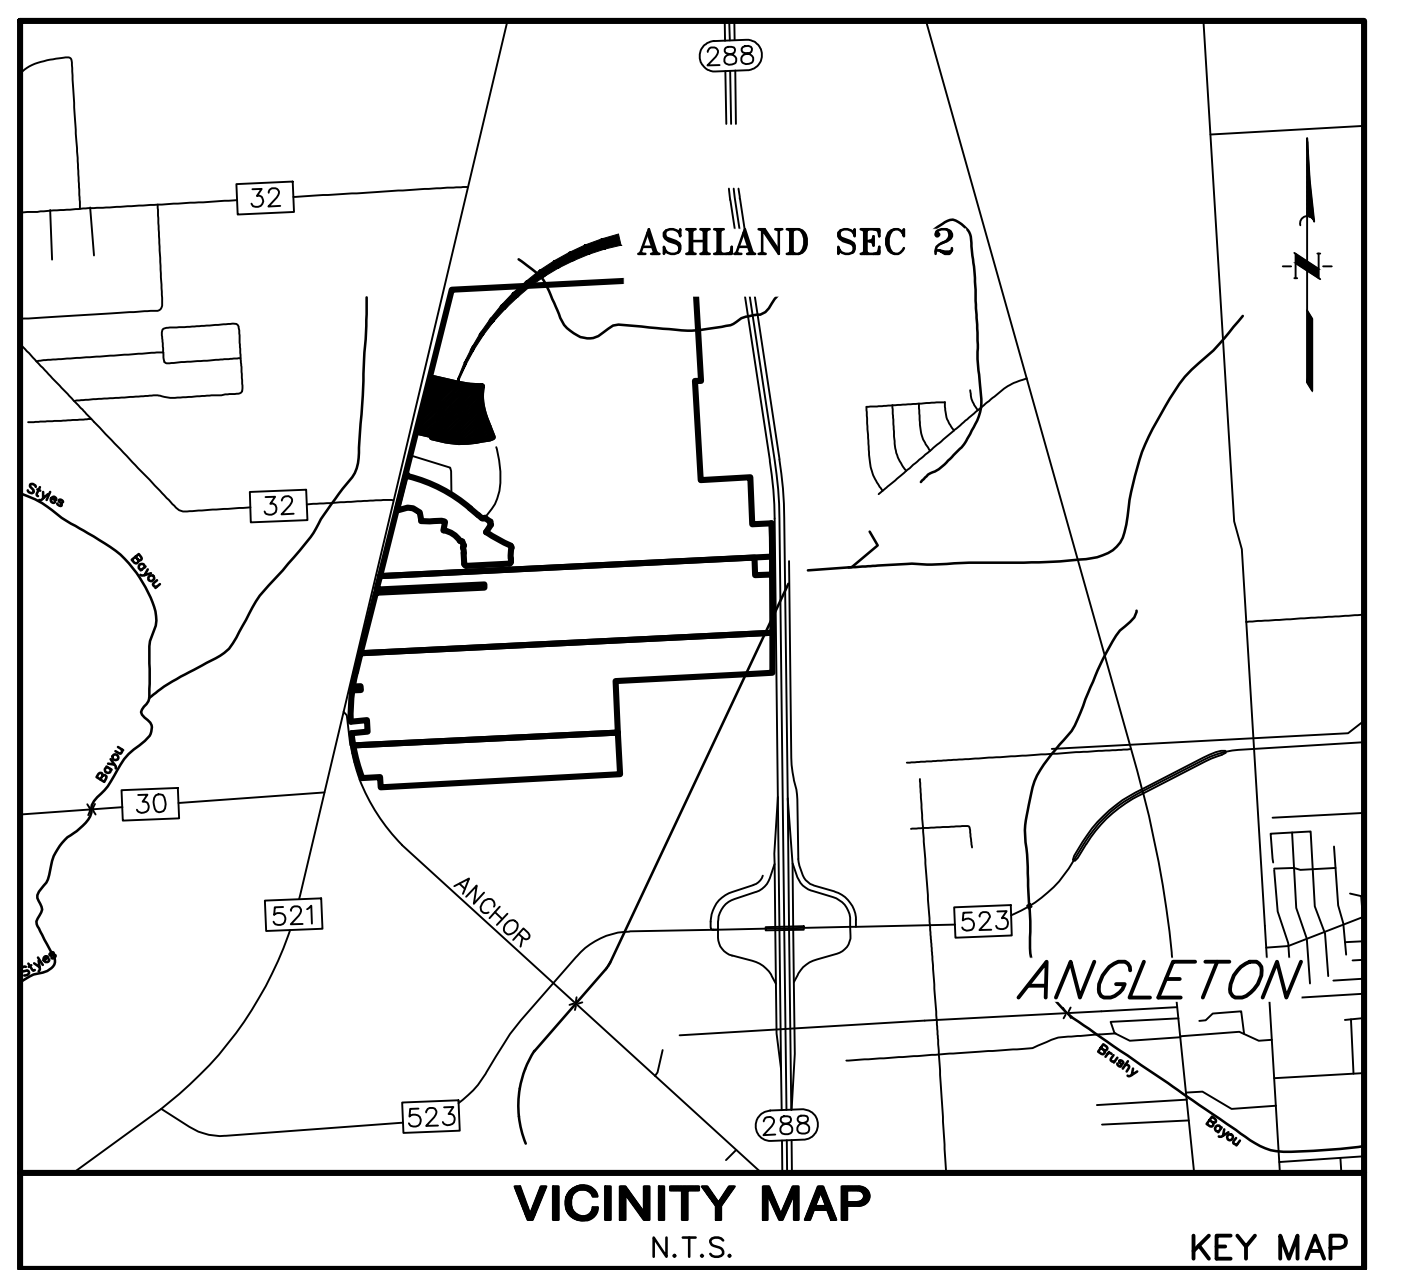 288
32
ASHLAND SEC 2
N
Styles
32
Bayou
Bayou
30
ANCHOR
521
523
Styles
ANGLETON
Brushy
523
288
Bayou
VICINITY MAP
N.T.S.
KEY MAP